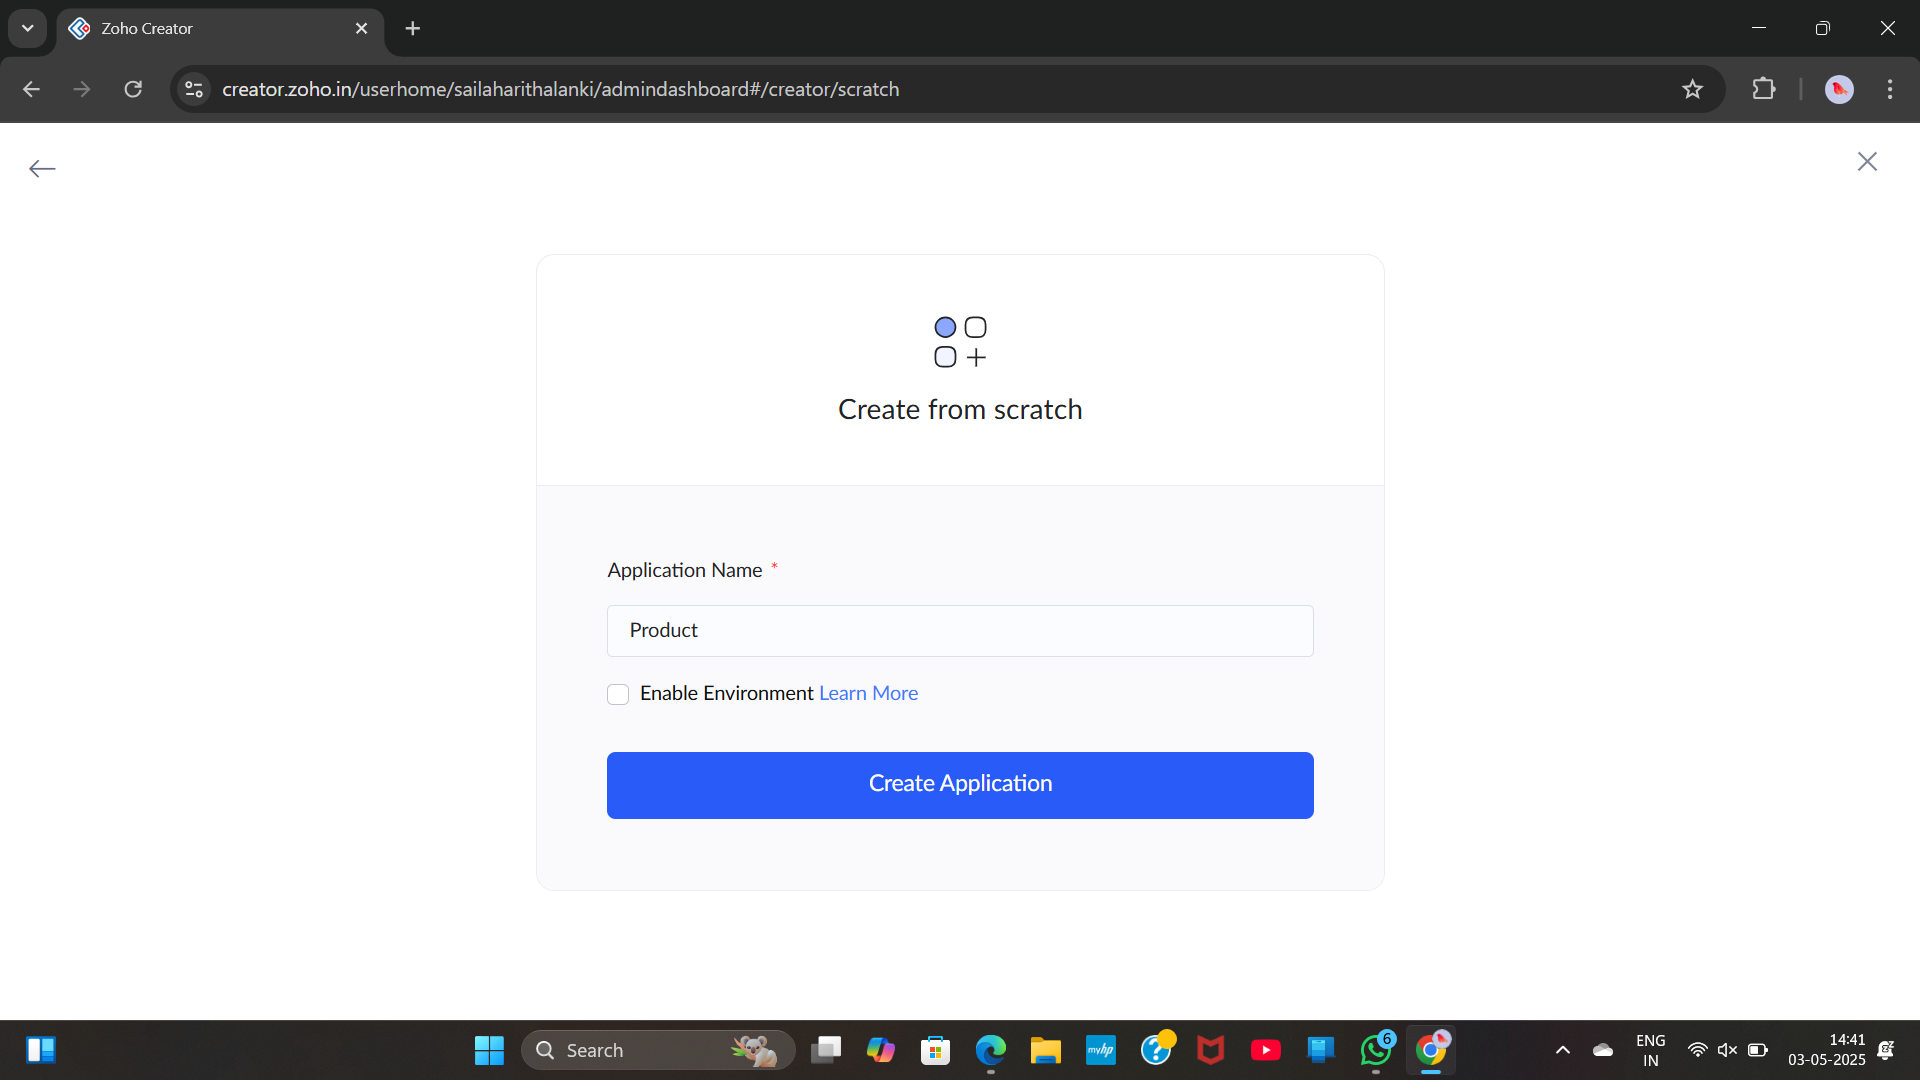 Zoho Creator
creator.zoho.in/userhome/sailaharithalanki/admindashboard#/creator/scratch
Create from scratch
Application Name *
Product
Enable Environment Learn More
Create Application
Search
myhp
6
ENG
IN
14:41
03-05-2025